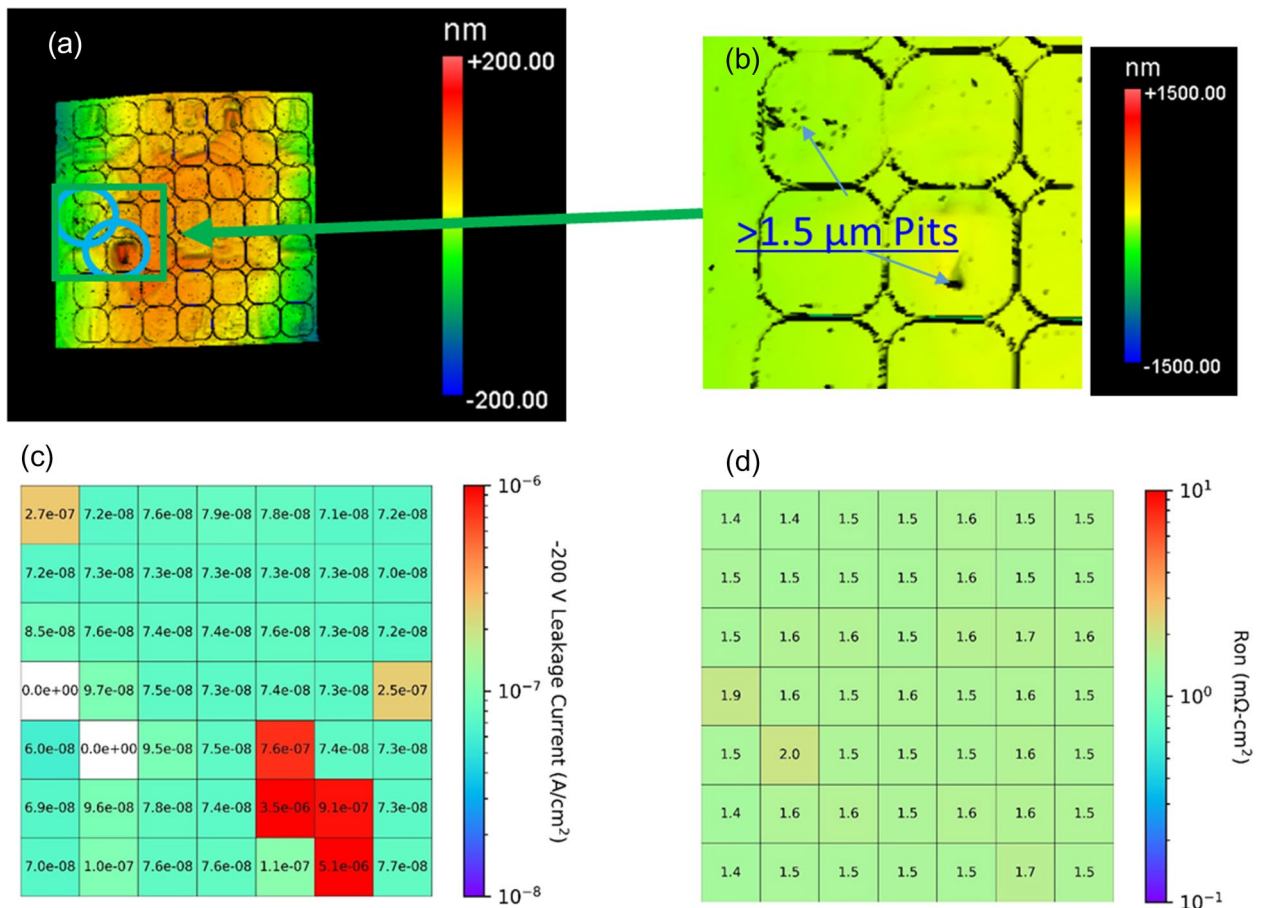 (a)
nm
+200.00
-200.00
(b)
nm
+1500.00
-1500.00
>1.5 µm Pits
(c)
2.7e-07 7.2e-08 7.6e-08 7.9e-08 7.8e-08 7.1e-08 7.2e-08
7.2e-08 7.3e-08 7.3e-08 7.3e-08 7.3e-08 7.3e-08 7.0e-08
8.5e-08 7.6e-08 7.4e-08 7.4e-08 7.6e-08 7.3e-08 7.2e-08
0.0e+00 9.7e-08 7.5e-08 7.3e-08 7.4e-08 7.3e-08 2.5e-07
6.0e-08 0.0e+00 9.5e-08 7.5e-08 7.6e-07 7.4e-08 7.3e-08
6.9e-08 9.6e-08 7.8e-08 7.4e-08 3.5e-06 9.1e-07 7.3e-08
7.0e-08 1.0e-07 7.6e-08 7.6e-08 1.1e-07 5.1e-06 7.7e-08
10⁻⁶
10⁻⁷
10⁻⁸
-200 V Leakage Current (A/cm²)
(d)
1.4 1.4 1.5 1.5 1.6 1.5 1.5
1.5 1.5 1.5 1.5 1.6 1.5 1.5
1.5 1.6 1.6 1.5 1.6 1.7 1.6
1.9 1.6 1.5 1.6 1.5 1.6 1.5
1.5 2.0 1.5 1.5 1.5 1.6 1.5
1.4 1.6 1.6 1.5 1.6 1.6 1.5
1.4 1.5 1.5 1.5 1.5 1.7 1.5
10¹
10⁰
10⁻¹
Ron (mΩ-cm²)